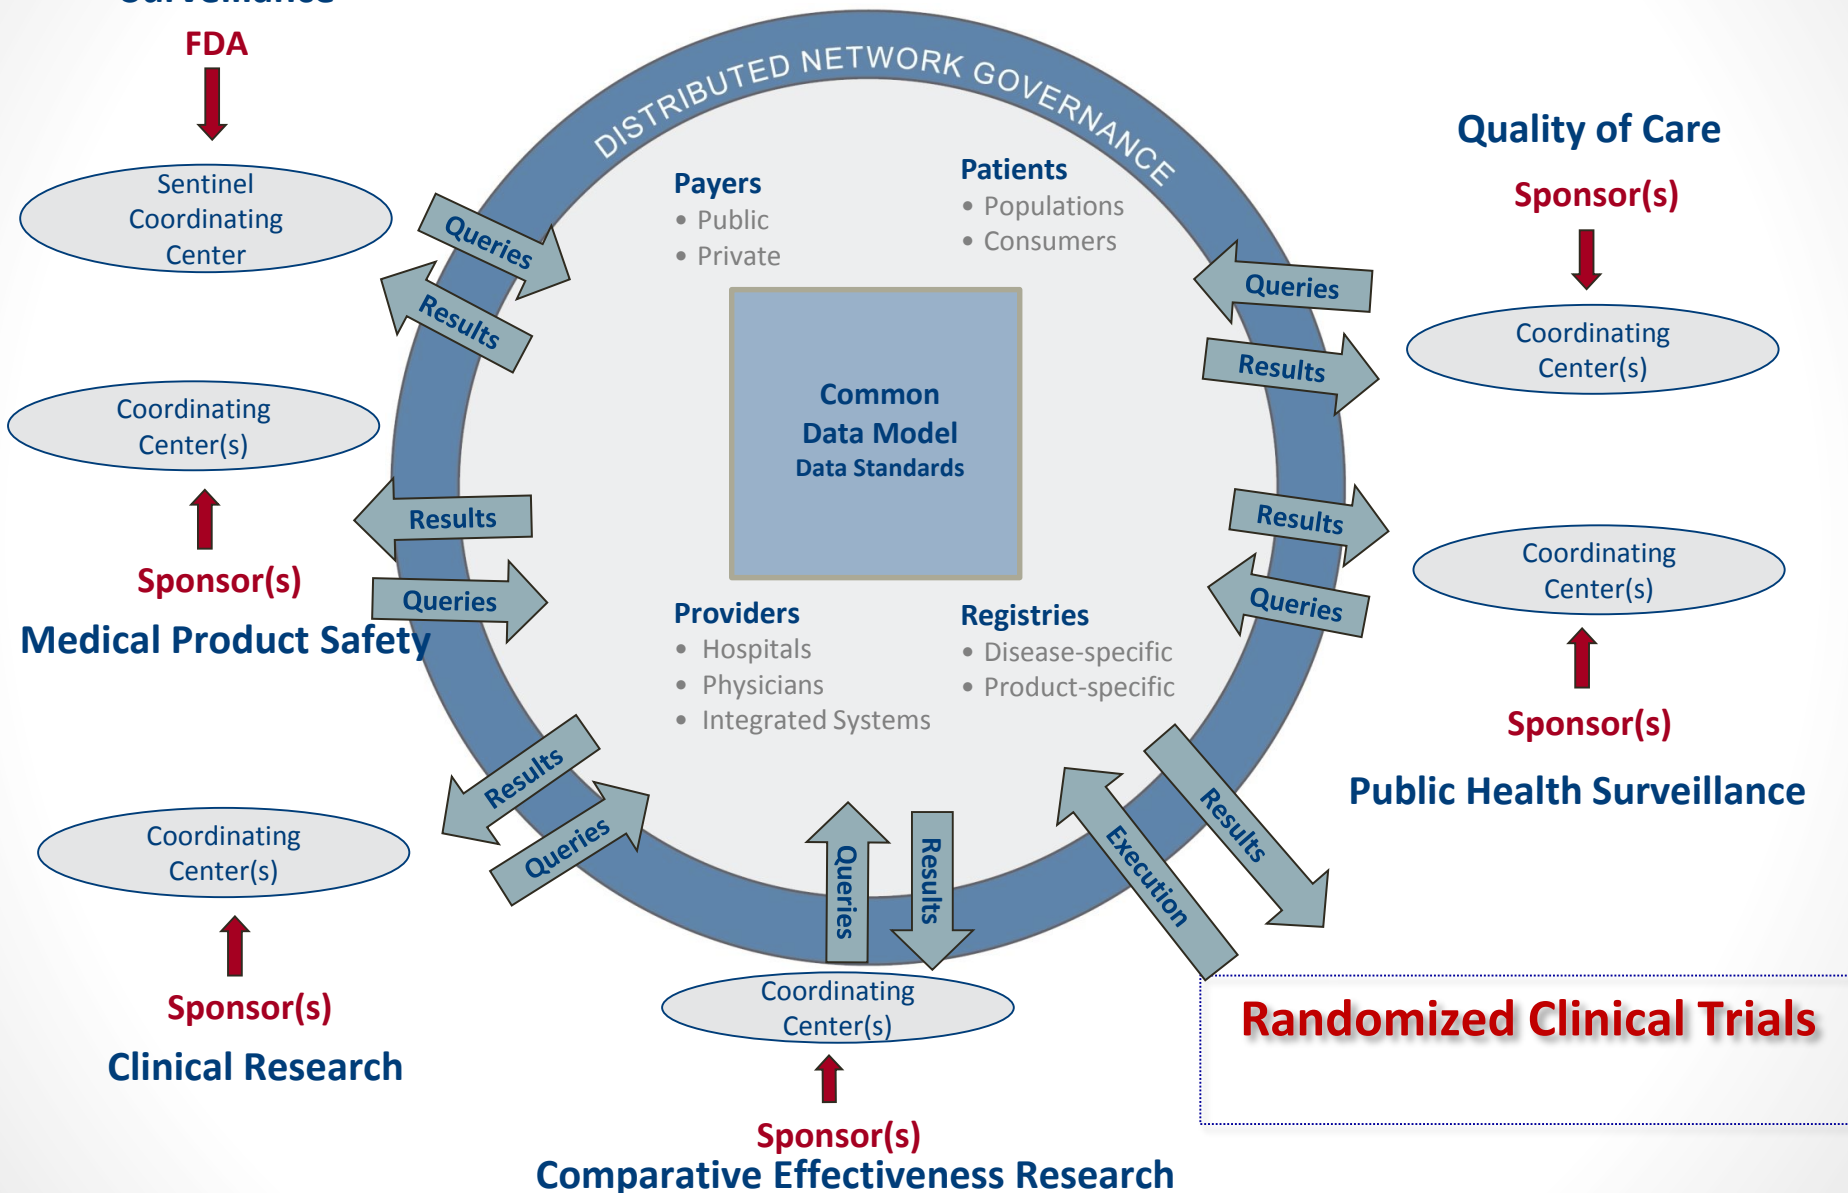 Surveillance
FDA
Sentinel
Coordinating
Center
Queries
Results
Coordinating
Center(s)
Sponsor(s)
Medical Product Safety
Results
Queries
Results
Queries
Coordinating
Center(s)
Sponsor(s)
Clinical Research
DISTRIBUTED NETWORK GOVERNANCE
Payers
• Public
• Private
Patients
• Populations
• Consumers
Common
Data Model
Data Standards
Providers
• Hospitals
• Physicians
• Integrated Systems
Registries
• Disease-specific
• Product-specific
Queries
Results
Coordinating
Center(s)
Sponsor(s)
Comparative Effectiveness Research
Quality of Care
Sponsor(s)
Coordinating
Center(s)
Queries
Results
Results
Queries
Coordinating
Center(s)
Sponsor(s)
Public Health Surveillance
Results
Execution
Randomized Clinical Trials